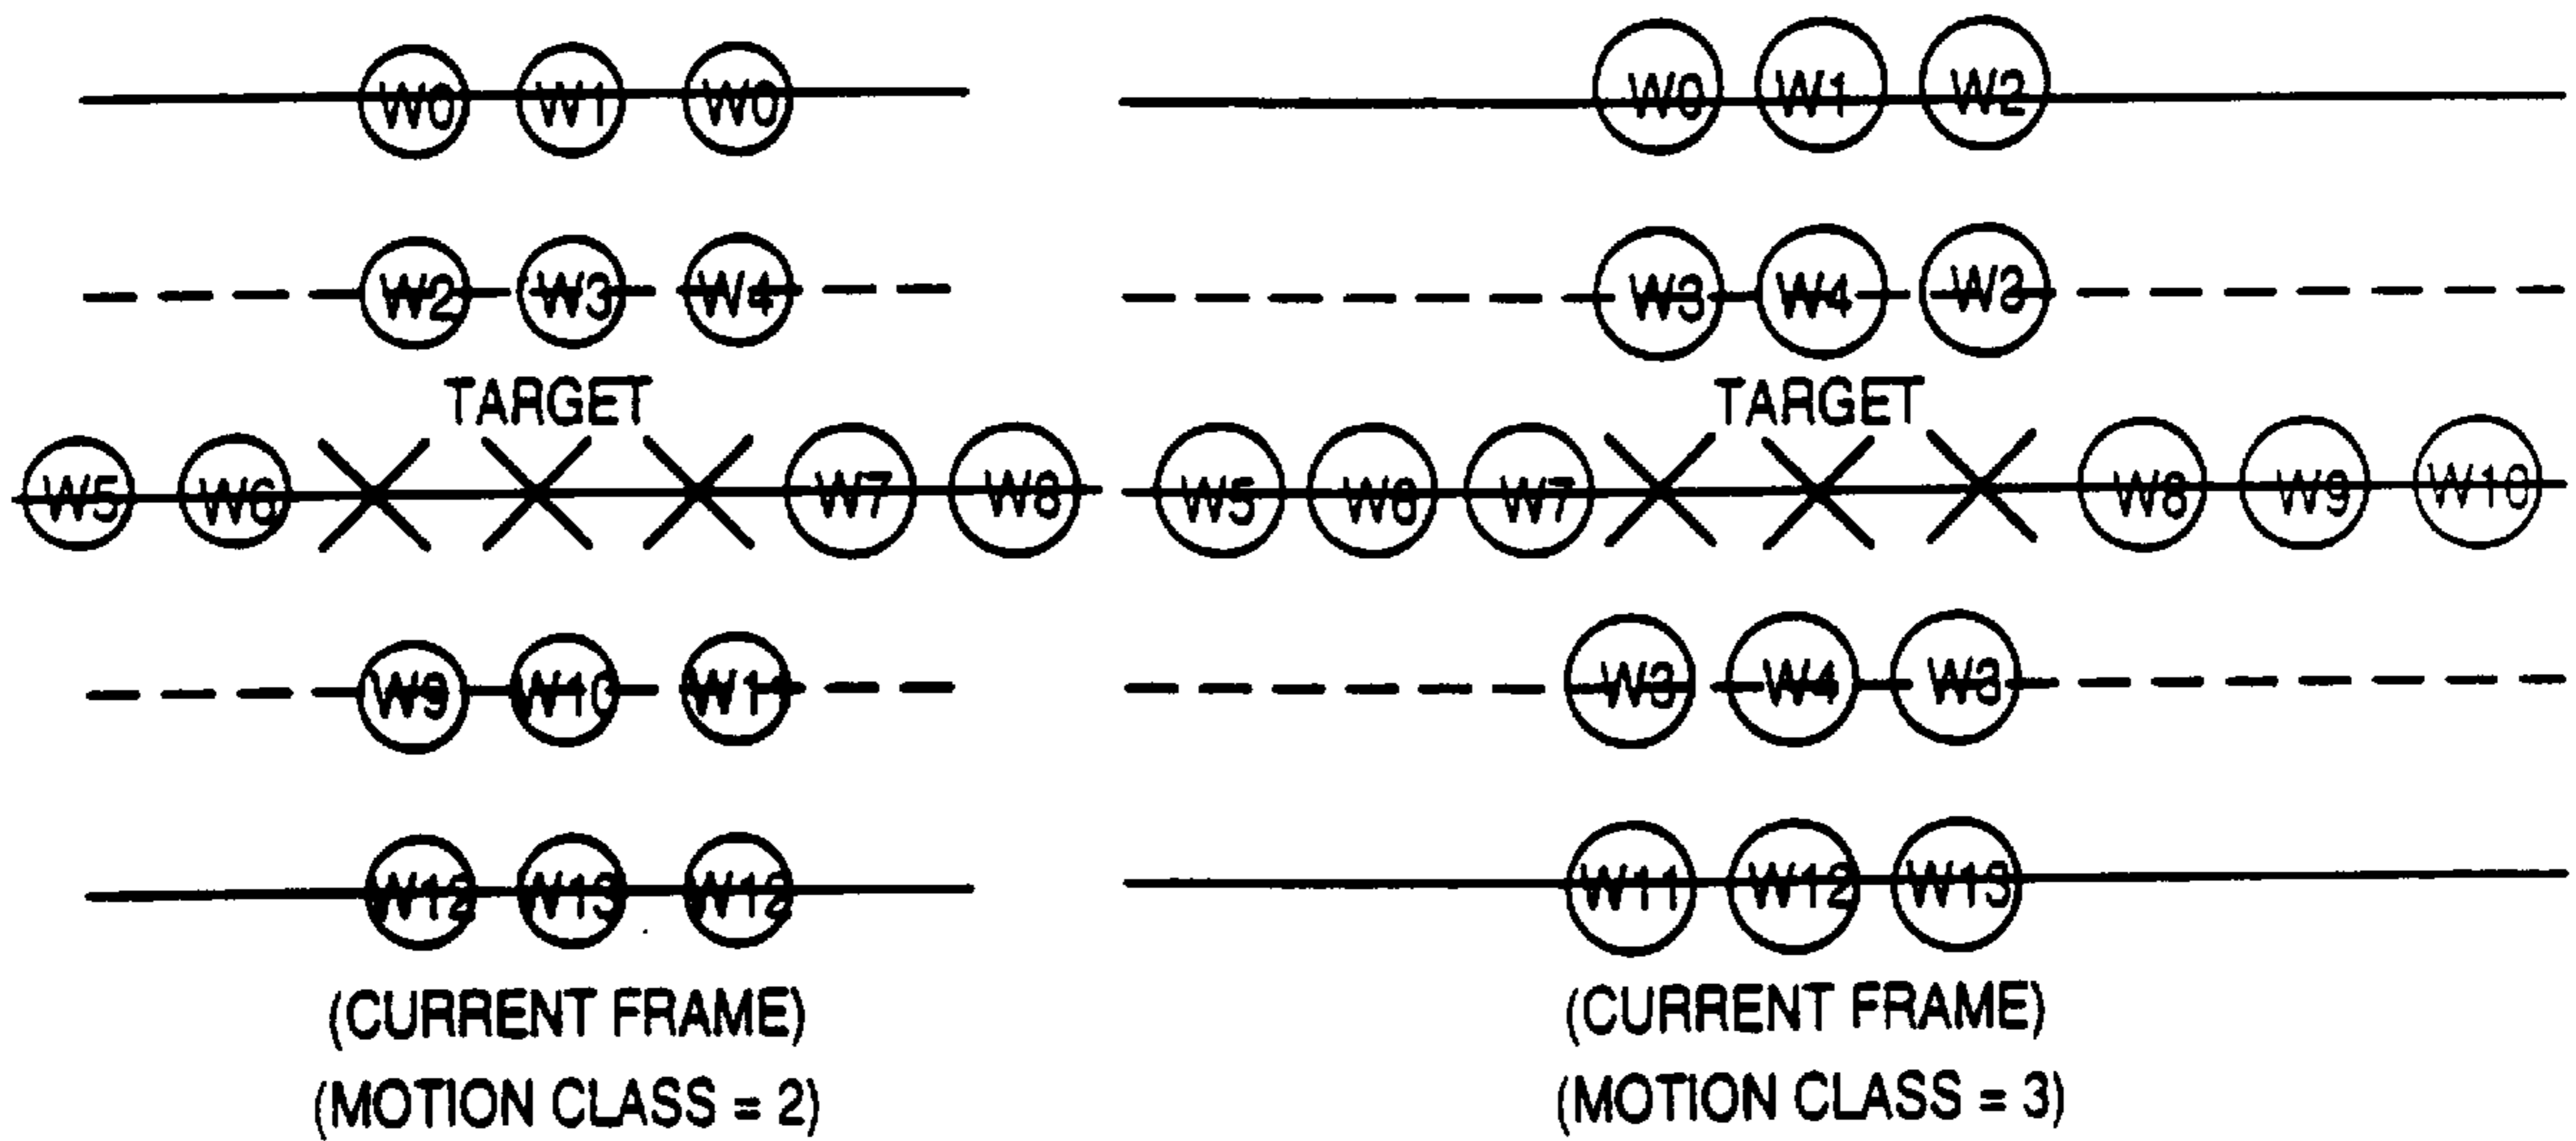 W0 W1 W0
W2 W3 W4
TARGET
W5 W6 W7 W8
W9 W10 W11
W12 W13 W12
(CURRENT FRAME)
(MOTION CLASS = 2)
W0 W1 W2
W3 W4 W3
TARGET
W5 W6 W7 W8 W9 W10
W3 W4 W3
W11 W12 W13
(CURRENT FRAME)
(MOTION CLASS = 3)